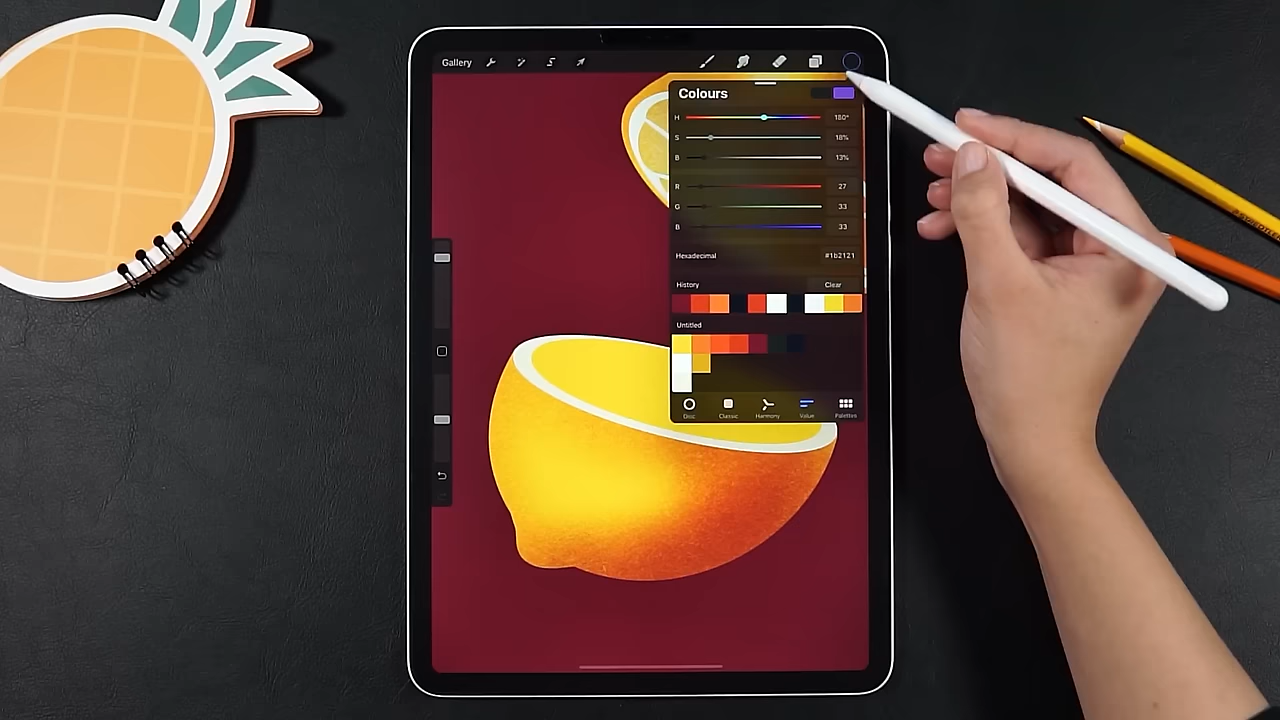 Gallery
Colours
H 180°
S 18%
B 13%
R 27
G 33
B 33
Hexadecimal #1b2121
History Clear
Untitled
Disc Classic Harmony Value Palettes